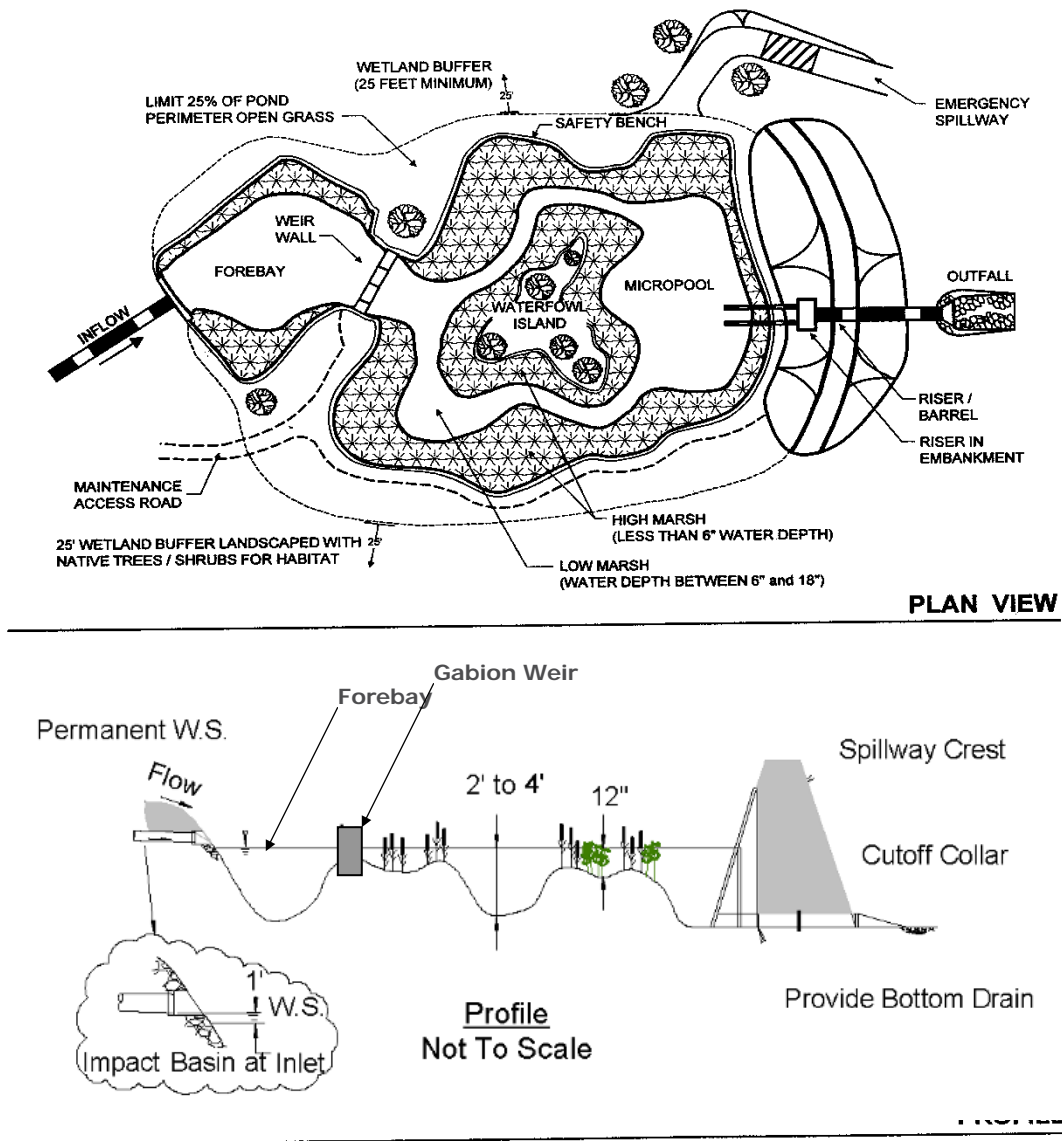 WETLAND BUFFER
(25 FEET MINIMUM)
25'
LIMIT 25% OF POND
PERIMETER OPEN GRASS
SAFETY BENCH
EMERGENCY
SPILLWAY
WEIR
WALL
FOREBAY
MICROPOOL
OUTFALL
WATERFOWL
ISLAND
INFLOW
RISER /
BARREL
RISER IN
EMBANKMENT
MAINTENANCE
ACCESS ROAD
HIGH MARSH
(LESS THAN 6" WATER DEPTH)
25' WETLAND BUFFER LANDSCAPED WITH
NATIVE TREES / SHRUBS FOR HABITAT
25'
LOW MARSH
(WATER DEPTH BETWEEN 6" and 18")
PLAN VIEW
Gabion Weir
Forebay
Permanent W.S.
Spillway Crest
Flow
2' to 4'
12"
Cutoff Collar
1'
W.S.
Impact Basin at Inlet
Profile
Not To Scale
Provide Bottom Drain